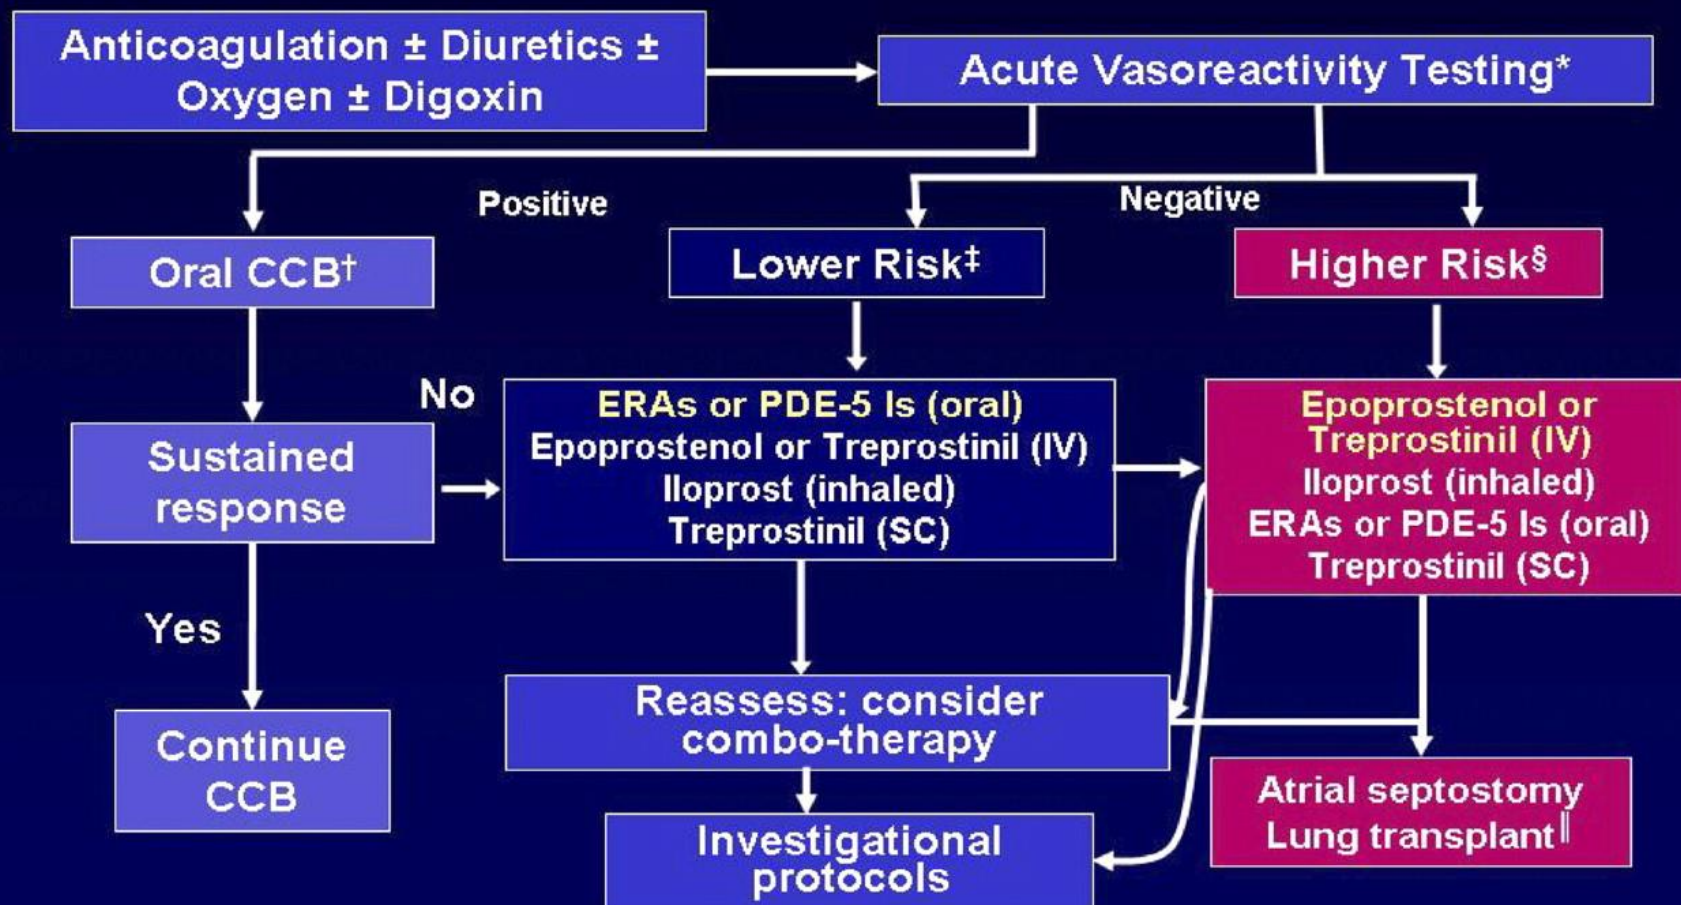 Anticoagulation ± Diuretics ±
Oxygen ± Digoxin
Acute Vasoreactivity Testing*
Positive
Negative
Oral CCB†
Lower Risk‡
Higher Risk§
No
Sustained
response
ERAs or PDE-5 Is (oral)
Epoprostenol or Treprostinil (IV)
Iloprost (inhaled)
Treprostinil (SC)
Epoprostenol or
Treprostinil (IV)
Iloprost (inhaled)
ERAs or PDE-5 Is (oral)
Treprostinil (SC)
Yes
Continue
CCB
Reassess: consider
combo-therapy
Investigational
protocols
Atrial septostomy
Lung transplant‖